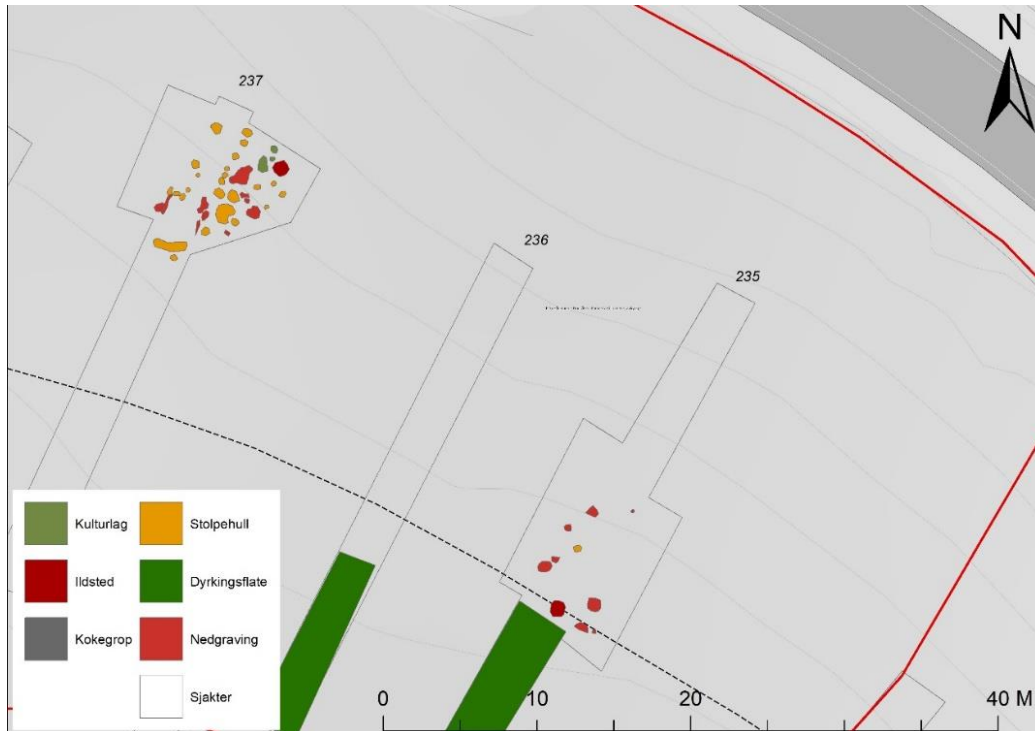 N
237
236
235
Kulturlag
Stolpehull
Ildsted
Dyrkingsflate
Kokegrop
Nedgraving
Sjakter
0 10 20 40 M